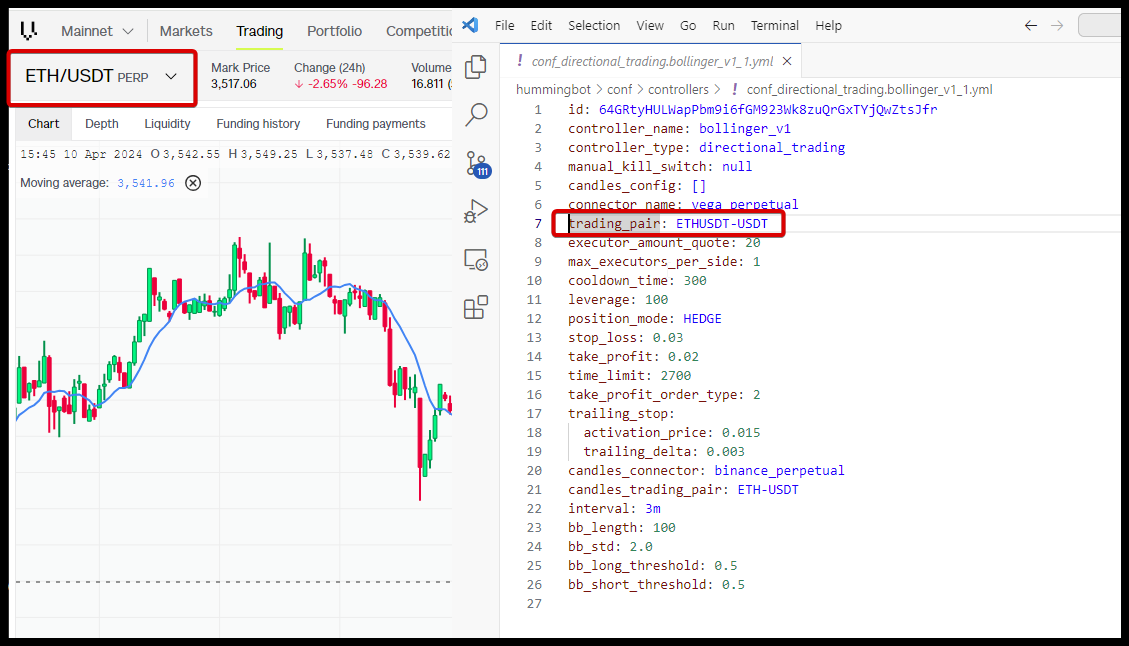 Mainnet
Markets
Trading
Portfolio
ETH/USDT PERP
Mark Price
3,517.06
Change (24h)
-2.65% -96.28
Volume
Chart
Depth
Liquidity
Funding history
Funding payments
15:45 10 Apr 2024 O 3,542.55 H 3,549.25 L 3,537.48 C 3,539.62
Moving average: 3,541.96
File Edit Selection View Go Run Terminal Help
! conf_directional_trading.bollinger_v1_1.yml
hummingbot > conf > controllers > ! conf_directional_trading.bollinger_v1_1.yml
111
1 id: 64GRtyHULWapPbm9i6fGM923Wk8zuQrGxTYjQwZtsJfr
2 controller_name: bollinger_v1
3 controller_type: directional_trading
4 manual_kill_switch: null
5 candles_config: []
6 connector_name: vega_perpetual
7 trading_pair: ETHUSDT-USDT
8 executor_amount_quote: 20
9 max_executors_per_side: 1
10 cooldown_time: 300
11 leverage: 100
12 position_mode: HEDGE
13 stop_loss: 0.03
14 take_profit: 0.02
15 time_limit: 2700
16 take_profit_order_type: 2
17 trailing_stop:
18 activation_price: 0.015
19 trailing_delta: 0.003
20 candles_connector: binance_perpetual
21 candles_trading_pair: ETH-USDT
22 interval: 3m
23 bb_length: 100
24 bb_std: 2.0
25 bb_long_threshold: 0.5
26 bb_short_threshold: 0.5
27